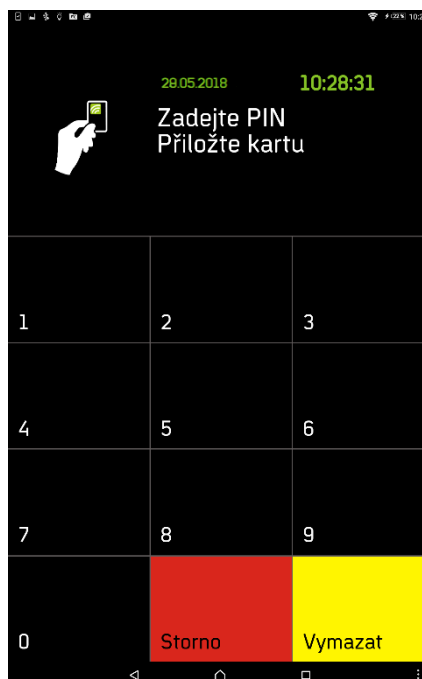 28.05.2018 10:28:31
Zadejte PIN
Přiložte kartu
1 2 3
4 5 6
7 8 9
0 Storno Vymazat